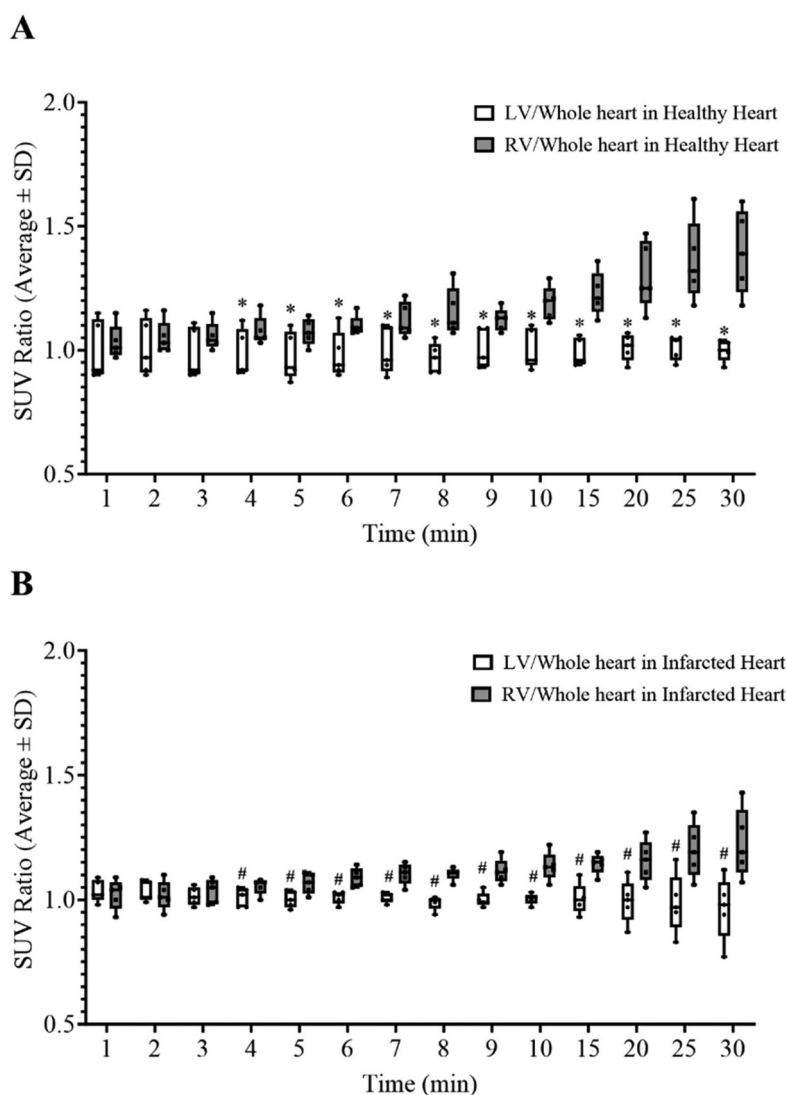 A
SUV Ratio (Average ± SD)
2.0
1.5
1.0
0.5
LV/Whole heart in Healthy Heart
RV/Whole heart in Healthy Heart
* * * * * * * * * * *
1 2 3 4 5 6 7 8 9 10 15 20 25 30
Time (min)
B
SUV Ratio (Average ± SD)
2.0
1.5
1.0
0.5
LV/Whole heart in Infarcted Heart
RV/Whole heart in Infarcted Heart
# # # # # # # # # # #
1 2 3 4 5 6 7 8 9 10 15 20 25 30
Time (min)